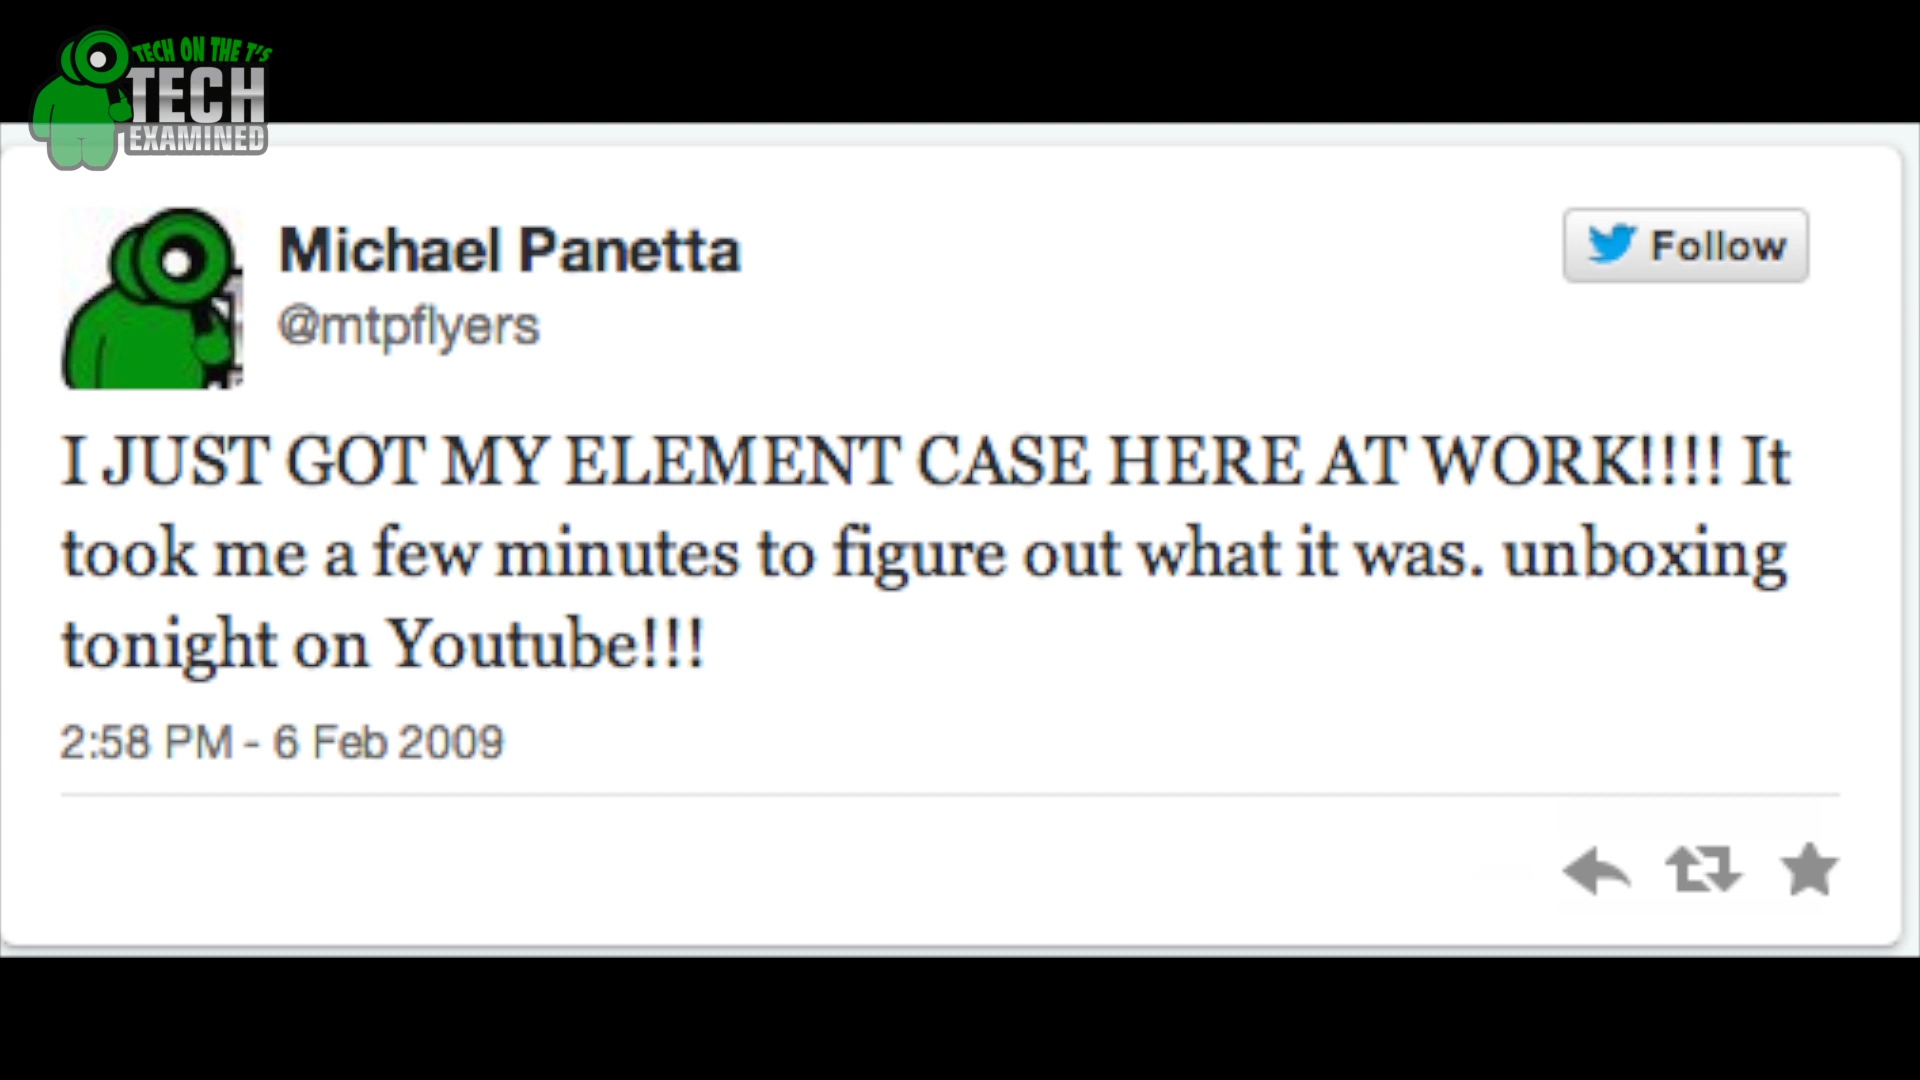 TECH ON THE T'S
TECH
EXAMINED
Michael Panetta
Follow
@mtpflyers
I JUST GOT MY ELEMENT CASE HERE AT WORK!!!! It
took me a few minutes to figure out what it was. unboxing
tonight on Youtube!!!
2:58 PM - 6 Feb 2009